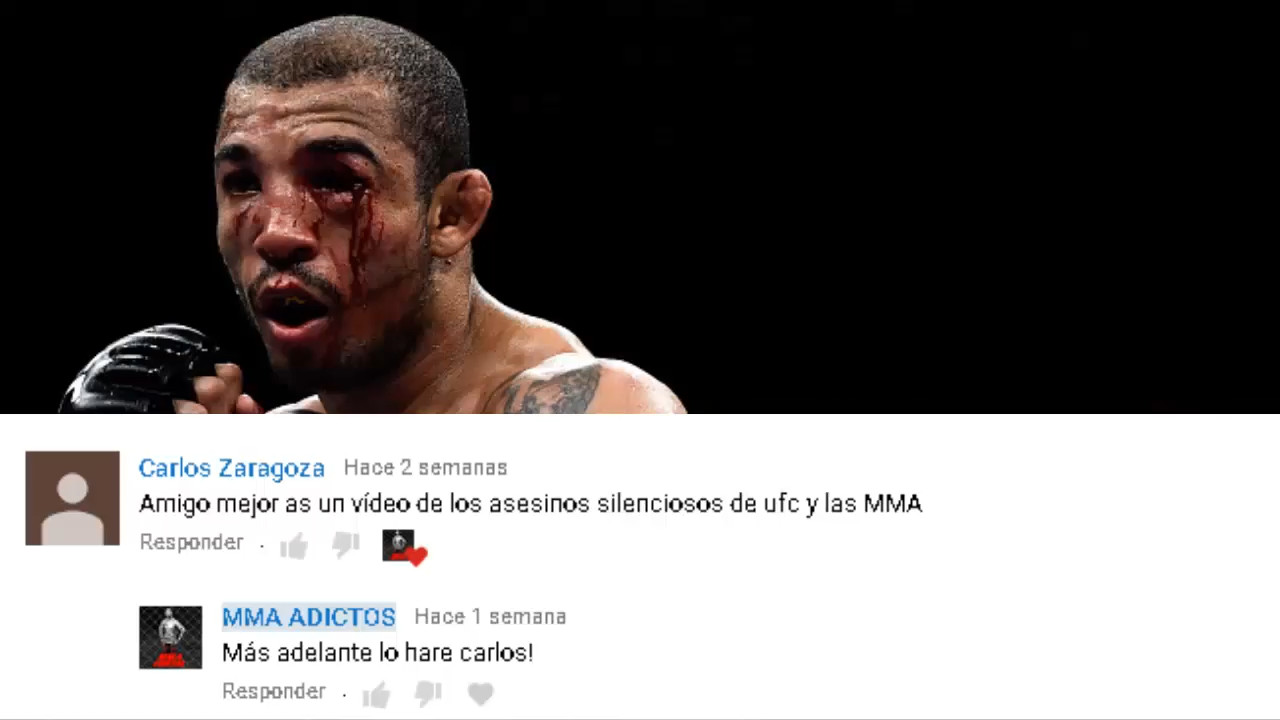 Carlos Zaragoza Hace 2 semanas
Amigo mejor as un vídeo de los asesinos silenciosos de ufc y las MMA
Responder ·
MMA ADICTOS Hace 1 semana
Más adelante lo hare carlos!
Responder ·